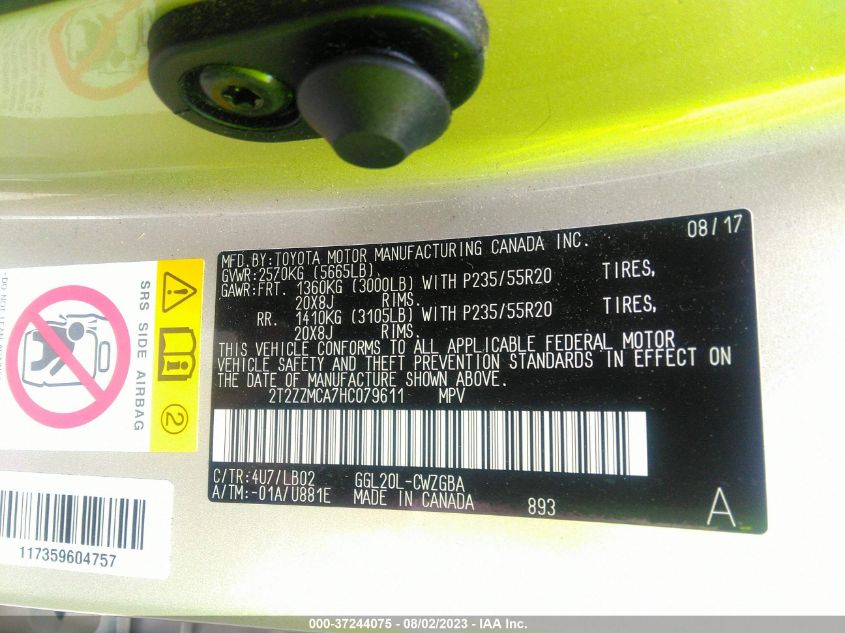 MFD.BY:TOYOTA MOTOR MANUFACTURING CANADA INC. 08/17
GVWR:2570KG (5665LB)
GAWR:FRT. 1360KG (3000LB) WITH P235/55R20 TIRES,
20X8J RIMS.
RR. 1410KG (3105LB) WITH P235/55R20 TIRES,
20X8J RIMS.
THIS VEHICLE CONFORMS TO ALL APPLICABLE FEDERAL MOTOR
VEHICLE SAFETY AND THEFT PREVENTION STANDARDS IN EFFECT ON
THE DATE OF MANUFACTURE SHOWN ABOVE.
2T2ZZMCA7HC079611 MPV
C/TR:4U7/LB02 GGL20L-CWZGBA
A/TM:-01A/U881E MADE IN CANADA 893 A
SRS SIDE AIRBAG
2
117359604757
000-37244075 - 08/02/2023 - IAA Inc.